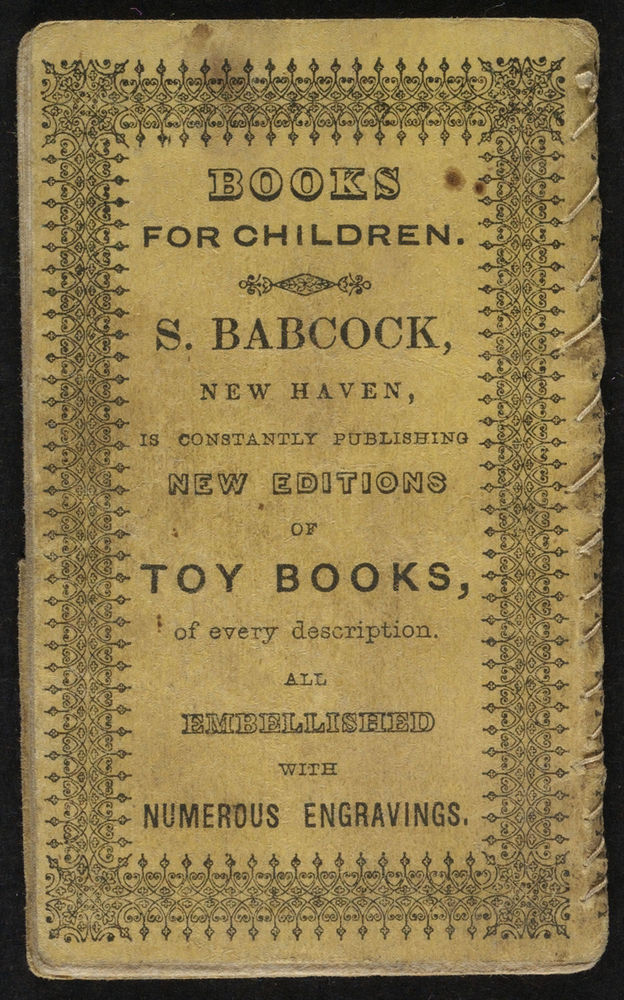 BOOKS
FOR CHILDREN.
S. BABCOCK,
NEW HAVEN,
IS CONSTANTLY PUBLISHING
NEW EDITIONS
OF
TOY BOOKS,
of every description.
ALL
EMBELLISHED
WITH
NUMEROUS ENGRAVINGS.